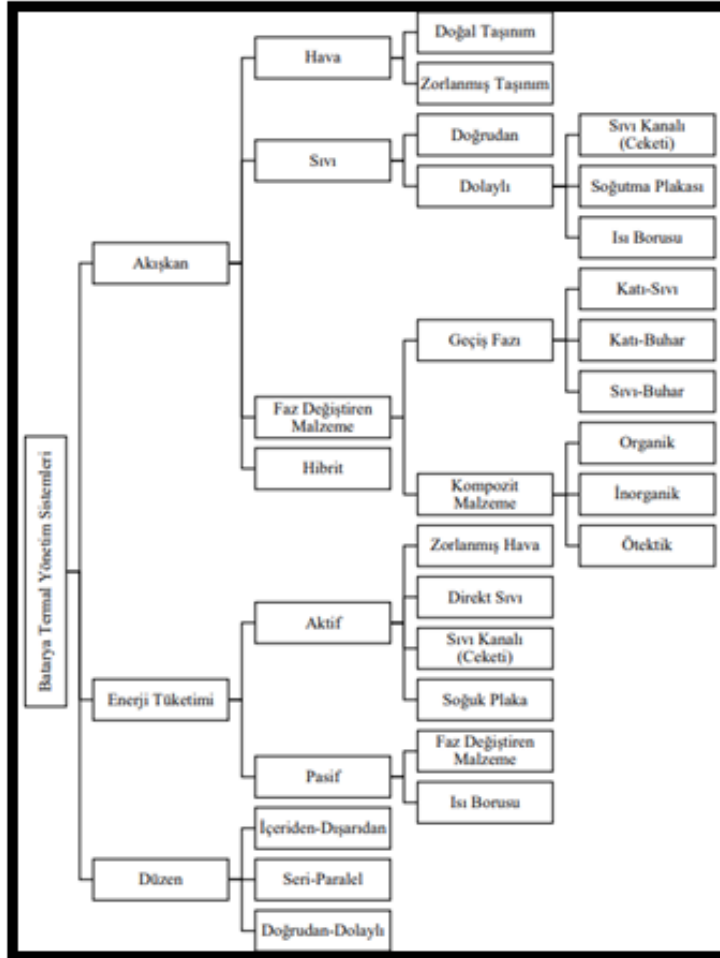 Batarya Termal Yönetim Sistemleri
Akışkan
Hava
Doğal Taşınım
Zorlanmış Taşınım
Sıvı
Doğrudan
Dolaylı
Sıvı Kanalı
(Ceketi)
Soğutma Plakası
Isı Borusu
Faz Değiştiren
Malzeme
Geçiş Fazı
Katı-Sıvı
Katı-Buhar
Sıvı-Buhar
Kompozit
Malzeme
Organik
İnorganik
Ötektik
Hibrit
Enerji Tüketimi
Aktif
Zorlanmış Hava
Direkt Sıvı
Sıvı Kanalı
(Ceketi)
Soğuk Plaka
Pasif
Faz Değiştiren
Malzeme
Isı Borusu
Düzen
İçeriden-Dışarıdan
Seri-Paralel
Doğrudan-Dolaylı